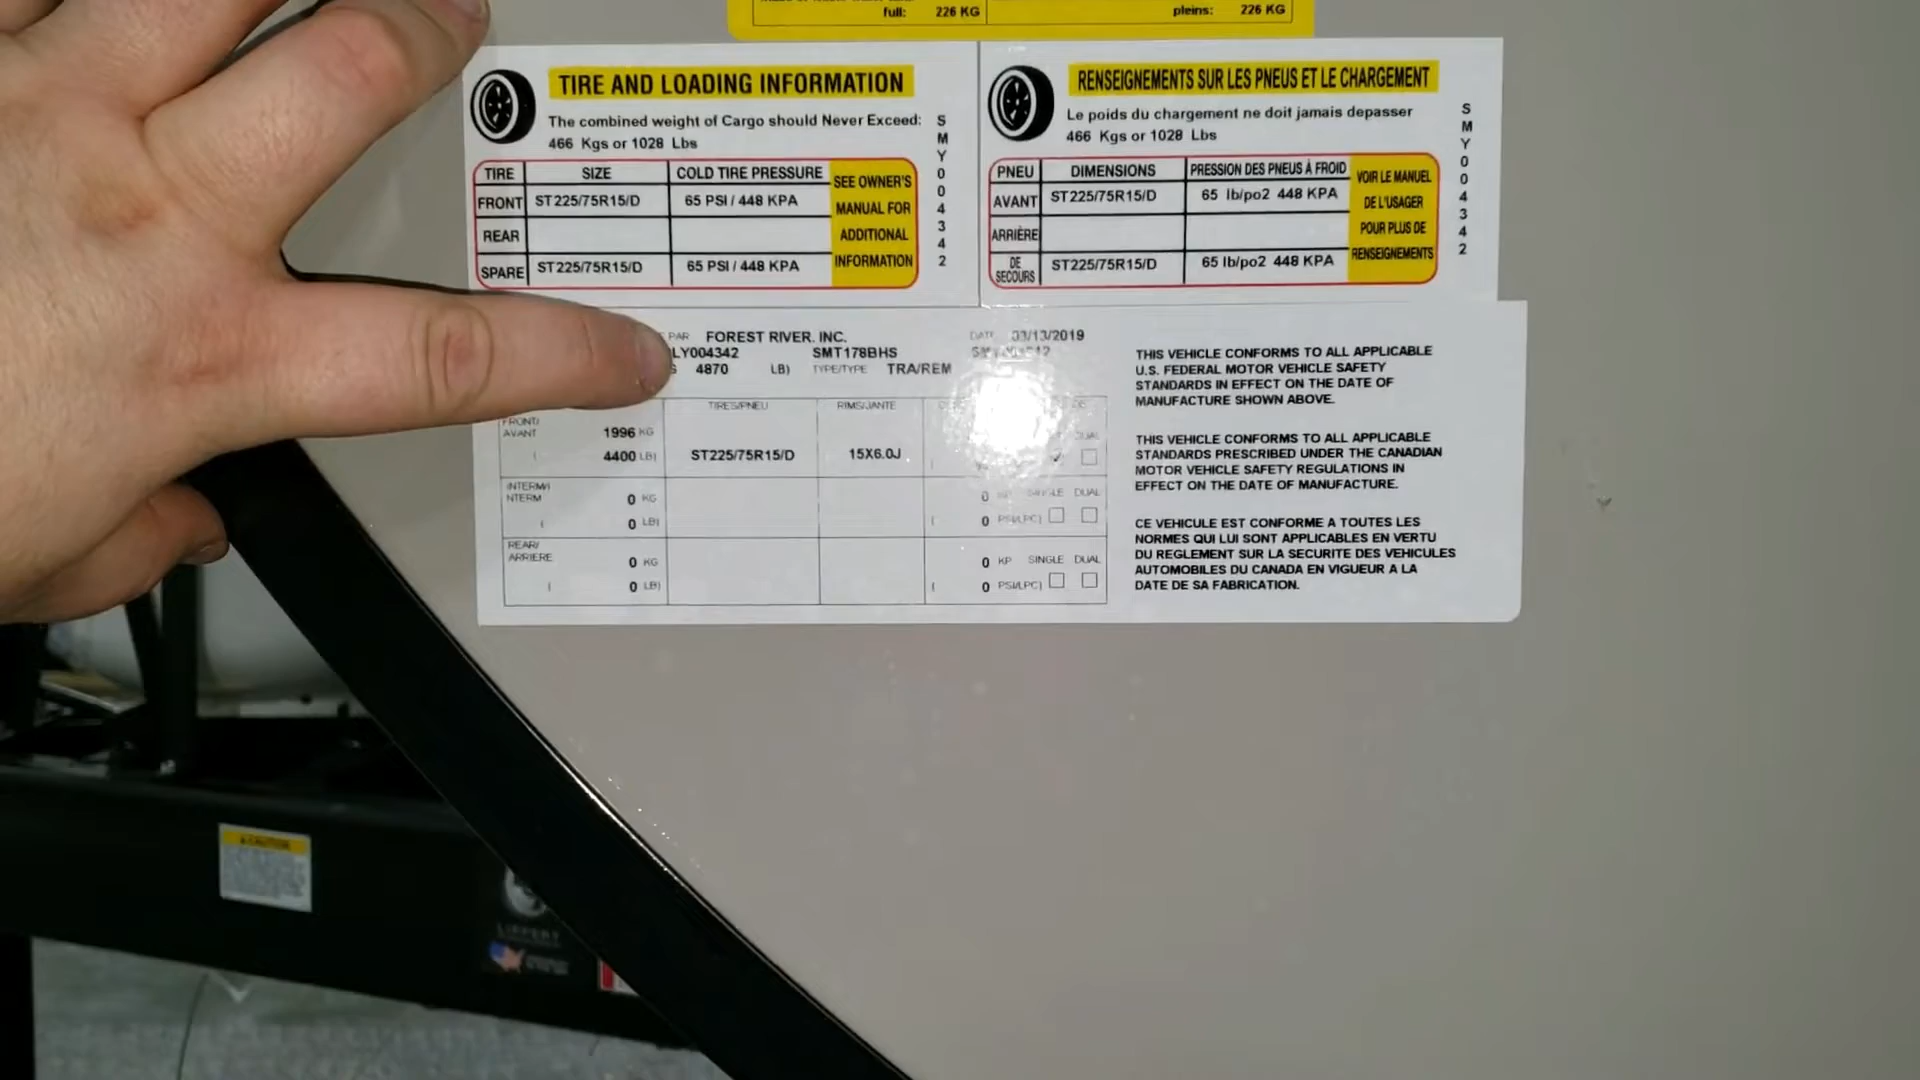 full: 226 KG
pleins: 226 KG
TIRE AND LOADING INFORMATION
The combined weight of Cargo should Never Exceed:
466 Kgs or 1028 Lbs
TIRE SIZE COLD TIRE PRESSURE
FRONT ST225/75R15/D 65 PSI / 448 KPA
REAR
SPARE ST225/75R15/D 65 PSI / 448 KPA
SEE OWNER'S
MANUAL FOR
ADDITIONAL
INFORMATION
SMY004342
RENSEIGNEMENTS SUR LES PNEUS ET LE CHARGEMENT
Le poids du chargement ne doit jamais depasser
466 Kgs or 1028 Lbs
PNEU DIMENSIONS PRESSION DES PNEUS À FROID
AVANT ST225/75R15/D 65 lb/po2 448 KPA
ARRIÈRE
DE SECOURS ST225/75R15/D 65 lb/po2 448 KPA
VOIR LE MANUEL
DE L'USAGER
POUR PLUS DE
RENSEIGNEMENTS
SMY004342
PAR FOREST RIVER, INC. DATE 03/13/2019
LY004342 SMT178BHS
4870 LB) TYPE/TYPE TRA/REM
TIRES/PNEU RIMS/JANTE
FRONT/
AVANT 1996 KG
( 4400 LB) ST225/75R15/D 15X6.0J ( DUAL
INTERM/
INTERM 0 KG 0 SINGLE DUAL
( 0 LB) ( 0 PSI/LPC)
REAR/
ARRIERE 0 KG 0 KP SINGLE DUAL
( 0 LB) ( 0 PSI/LPC)
THIS VEHICLE CONFORMS TO ALL APPLICABLE
U.S. FEDERAL MOTOR VEHICLE SAFETY
STANDARDS IN EFFECT ON THE DATE OF
MANUFACTURE SHOWN ABOVE.
THIS VEHICLE CONFORMS TO ALL APPLICABLE
STANDARDS PRESCRIBED UNDER THE CANADIAN
MOTOR VEHICLE SAFETY REGULATIONS IN
EFFECT ON THE DATE OF MANUFACTURE.
CE VEHICULE EST CONFORME A TOUTES LES
NORMES QUI LUI SONT APPLICABLES EN VERTU
DU REGLEMENT SUR LA SECURITE DES VEHICULES
AUTOMOBILES DU CANADA EN VIGUEUR A LA
DATE DE SA FABRICATION.
CAUTION
LIPPERT